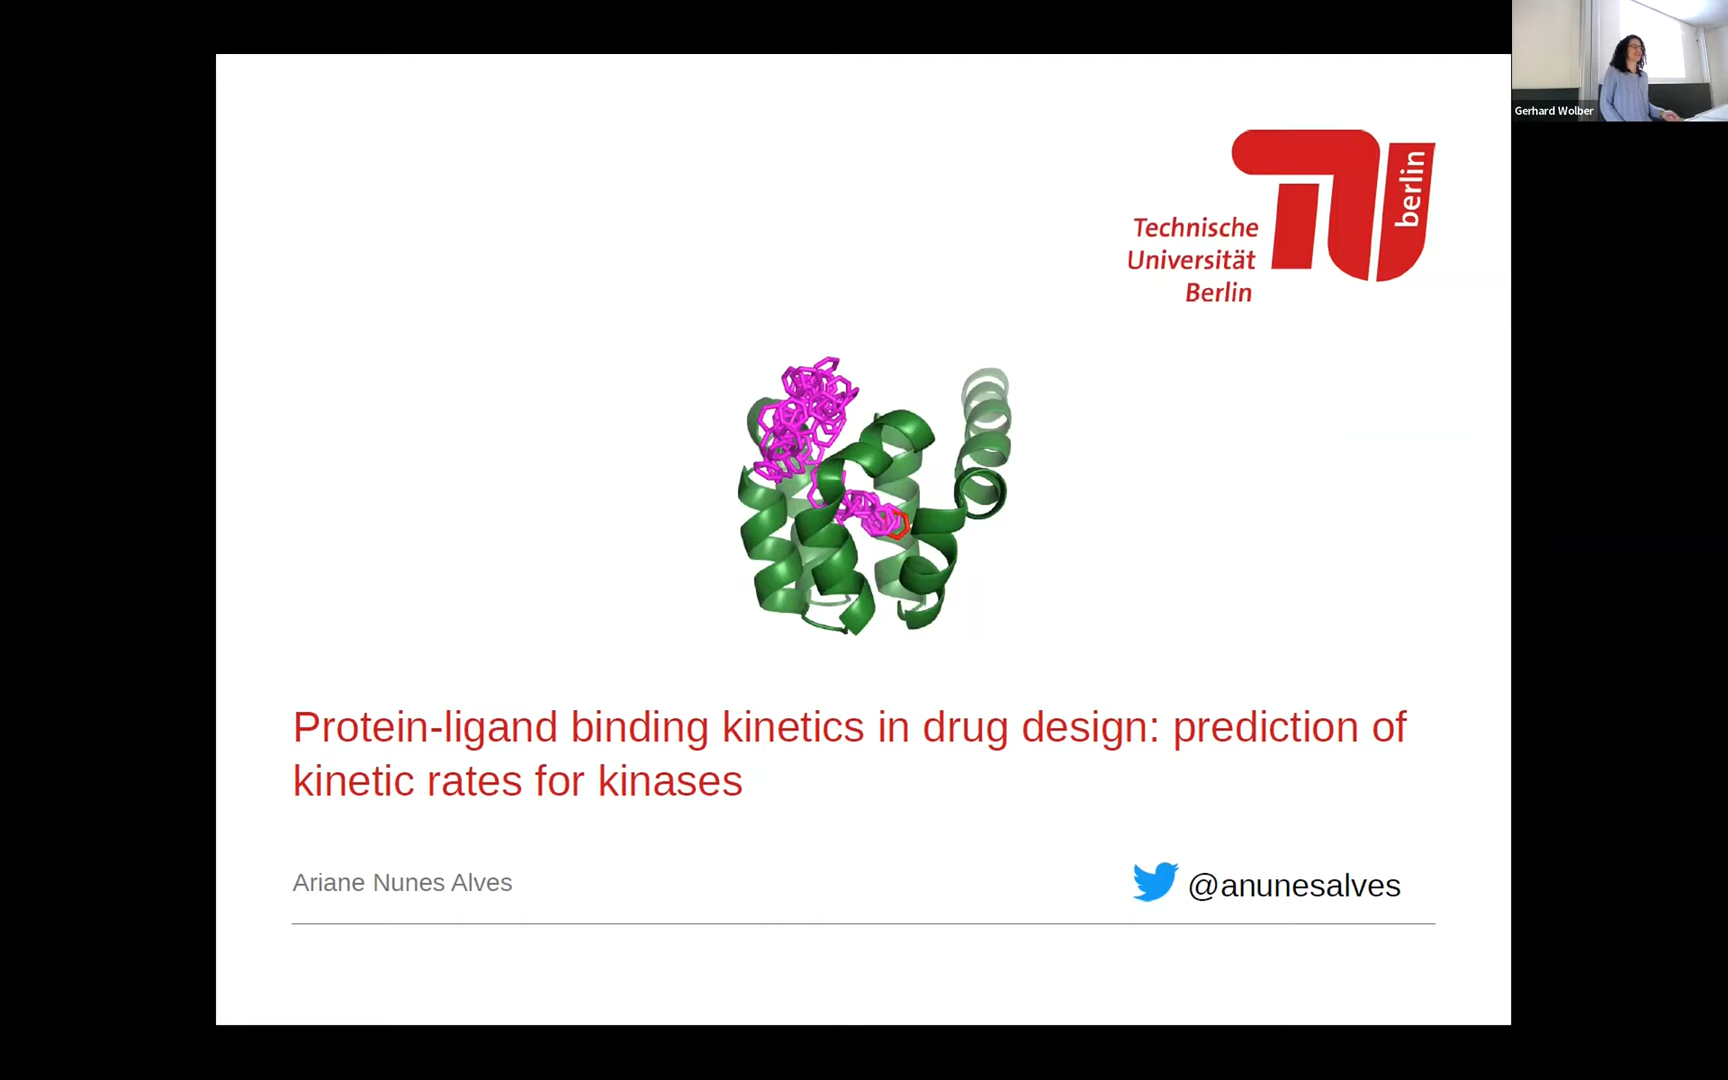 Gerhard Wolber
berlin
Technische
Universität
Berlin
Protein-ligand binding kinetics in drug design: prediction of
kinetic rates for kinases
Ariane Nunes Alves
@anunesalves